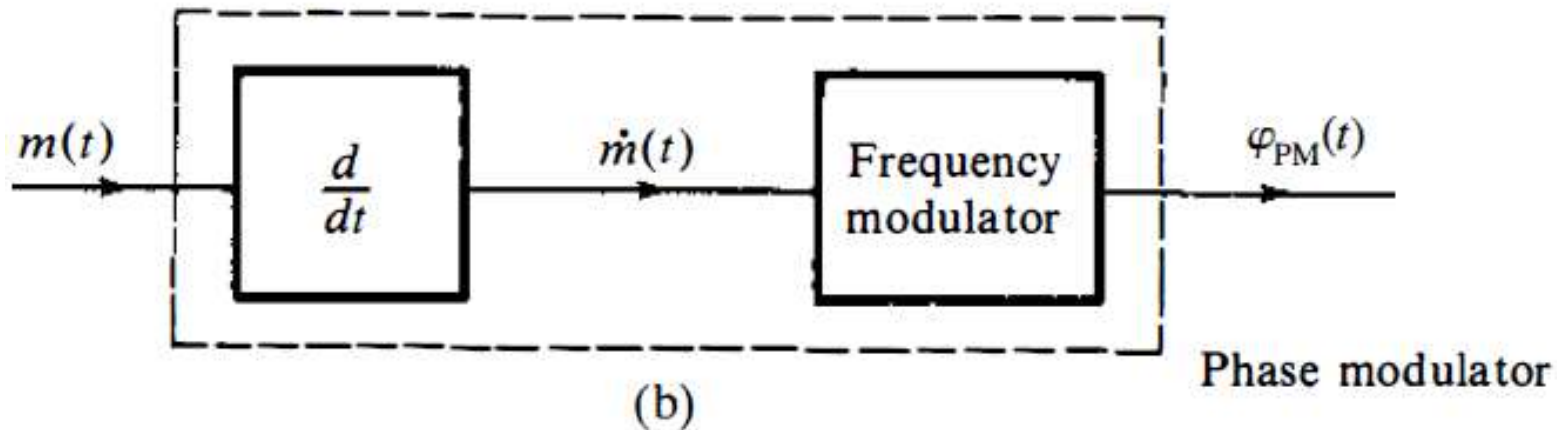 m(t)
d
dt
ṁ(t)
Frequency
modulator
φPM(t)
Phase modulator
(b)